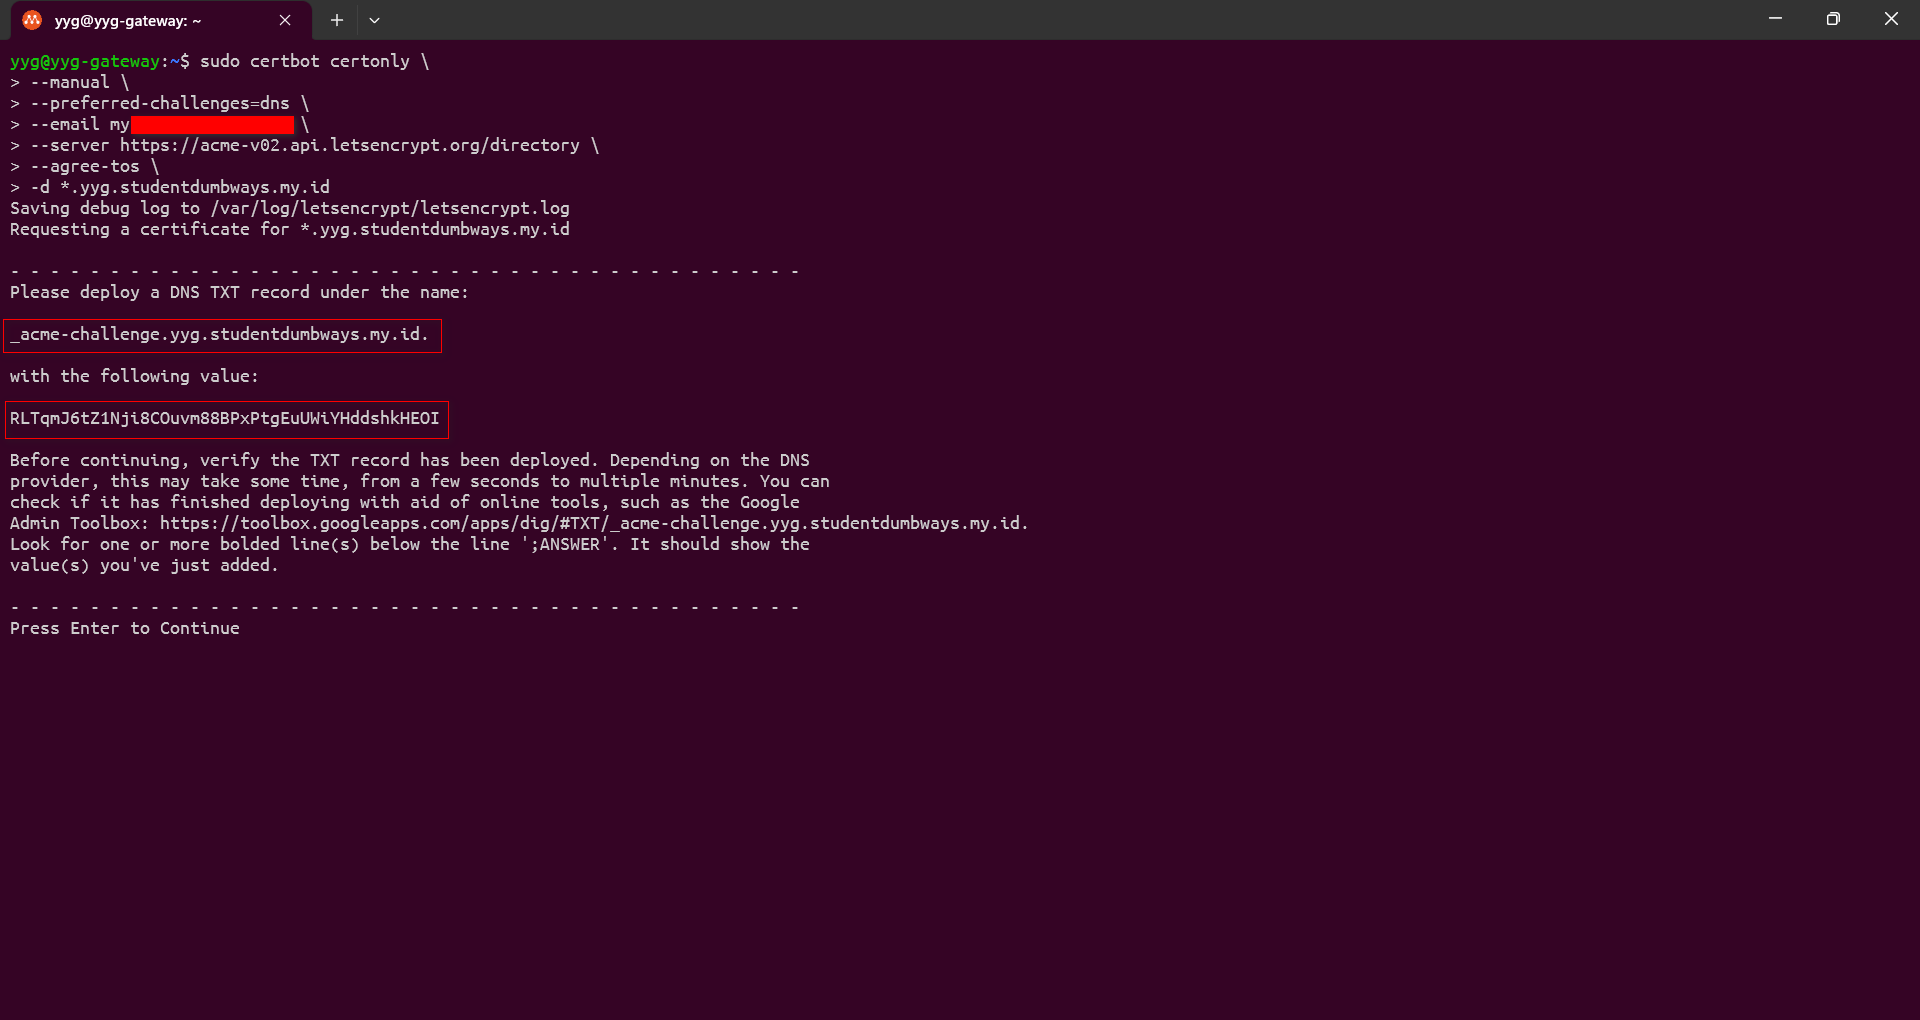 yyg@yyg-gateway: ~
yyg@yyg-gateway:~$ sudo certbot certonly \
> --manual \
> --preferred-challenges=dns \
> --email my \
> --server https://acme-v02.api.letsencrypt.org/directory \
> --agree-tos \
> -d *.yyg.studentdumbways.my.id
Saving debug log to /var/log/letsencrypt/letsencrypt.log
Requesting a certificate for *.yyg.studentdumbways.my.id
- - - - - - - - - - - - - - - - - - - - - - - - - - - - - - - - - - - - - - - -
Please deploy a DNS TXT record under the name:
_acme-challenge.yyg.studentdumbways.my.id.
with the following value:
RLTqmJ6tZ1Nji8COuvm88BPxPtgEuUWiYHddshkHEOI
Before continuing, verify the TXT record has been deployed. Depending on the DNS
provider, this may take some time, from a few seconds to multiple minutes. You can
check if it has finished deploying with aid of online tools, such as the Google
Admin Toolbox: https://toolbox.googleapps.com/apps/dig/#TXT/_acme-challenge.yyg.studentdumbways.my.id.
Look for one or more bolded line(s) below the line ';ANSWER'. It should show the
value(s) you've just added.
- - - - - - - - - - - - - - - - - - - - - - - - - - - - - - - - - - - - - - - -
Press Enter to Continue